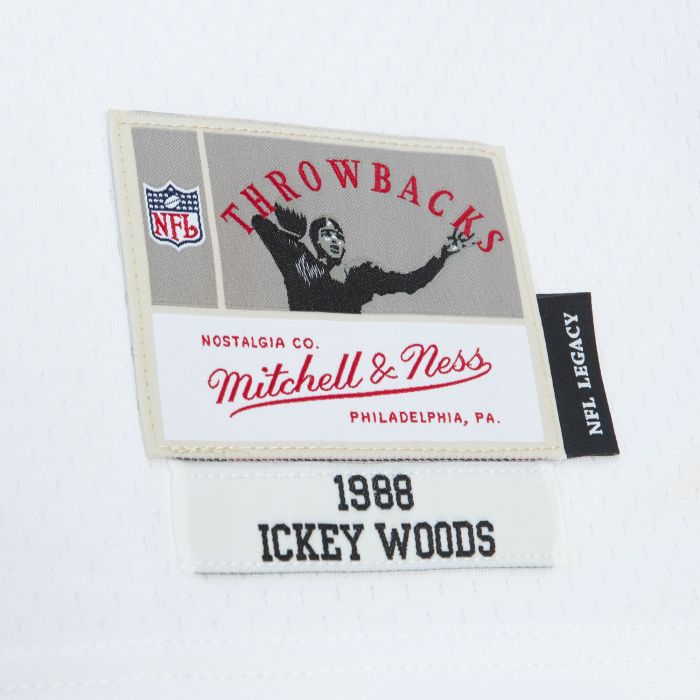 NFL
THROWBACKS
NOSTALGIA CO.
Mitchell & Ness
PHILADELPHIA, PA.
NFL LEGACY
1988
ICKEY WOODS